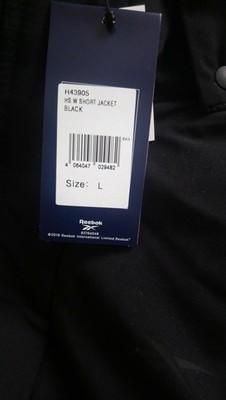 H43905
HS W SHORT JACKET
BLACK
4 064047 029482
Size: L
Reebok
©2019 Reebok International Limited Reebok